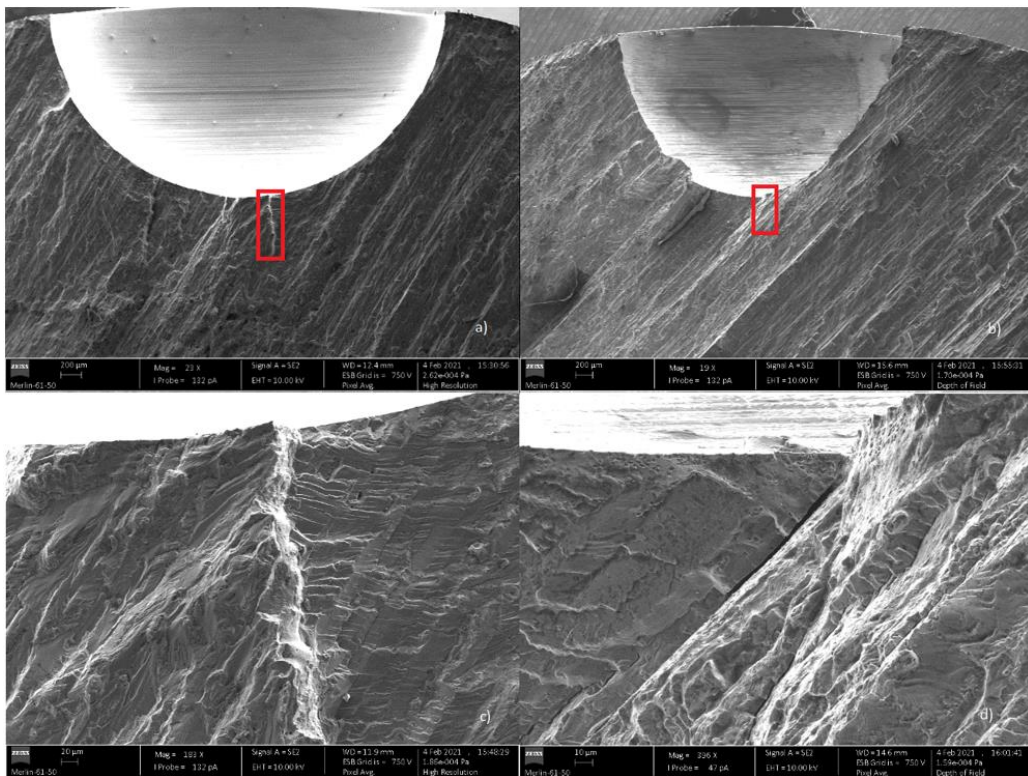 a)
200 µm
Mag = 23 X
I Probe = 132 pA
Signal A = SE2
EHT = 10.00 kV
WD = 12.4 mm
ESB Grid is = 750 V
Pixel Avg.
4 Feb 2021
15:30:56
2.62e-004 Pa
High Resolution
ZEISS
Merlin-61-50
b)
200 µm
Mag = 19 X
I Probe = 132 pA
Signal A = SE2
EHT = 10.00 kV
WD = 15.6 mm
ESB Grid is = 750 V
Pixel Avg.
4 Feb 2021
15:55:31
1.70e-004 Pa
Depth of Field
ZEISS
Merlin-61-50
c)
20 µm
Mag = 183 X
I Probe = 132 pA
Signal A = SE2
EHT = 10.00 kV
WD = 11.9 mm
ESB Grid is = 750 V
Pixel Avg.
4 Feb 2021
15:48:29
1.86e-004 Pa
High Resolution
ZEISS
Merlin-61-50
d)
10 µm
Mag = 396 X
I Probe = 47 pA
Signal A = SE2
EHT = 10.00 kV
WD = 14.6 mm
ESB Grid is = 750 V
Pixel Avg.
4 Feb 2021
16:01:41
1.59e-004 Pa
Depth of Field
ZEISS
Merlin-61-50